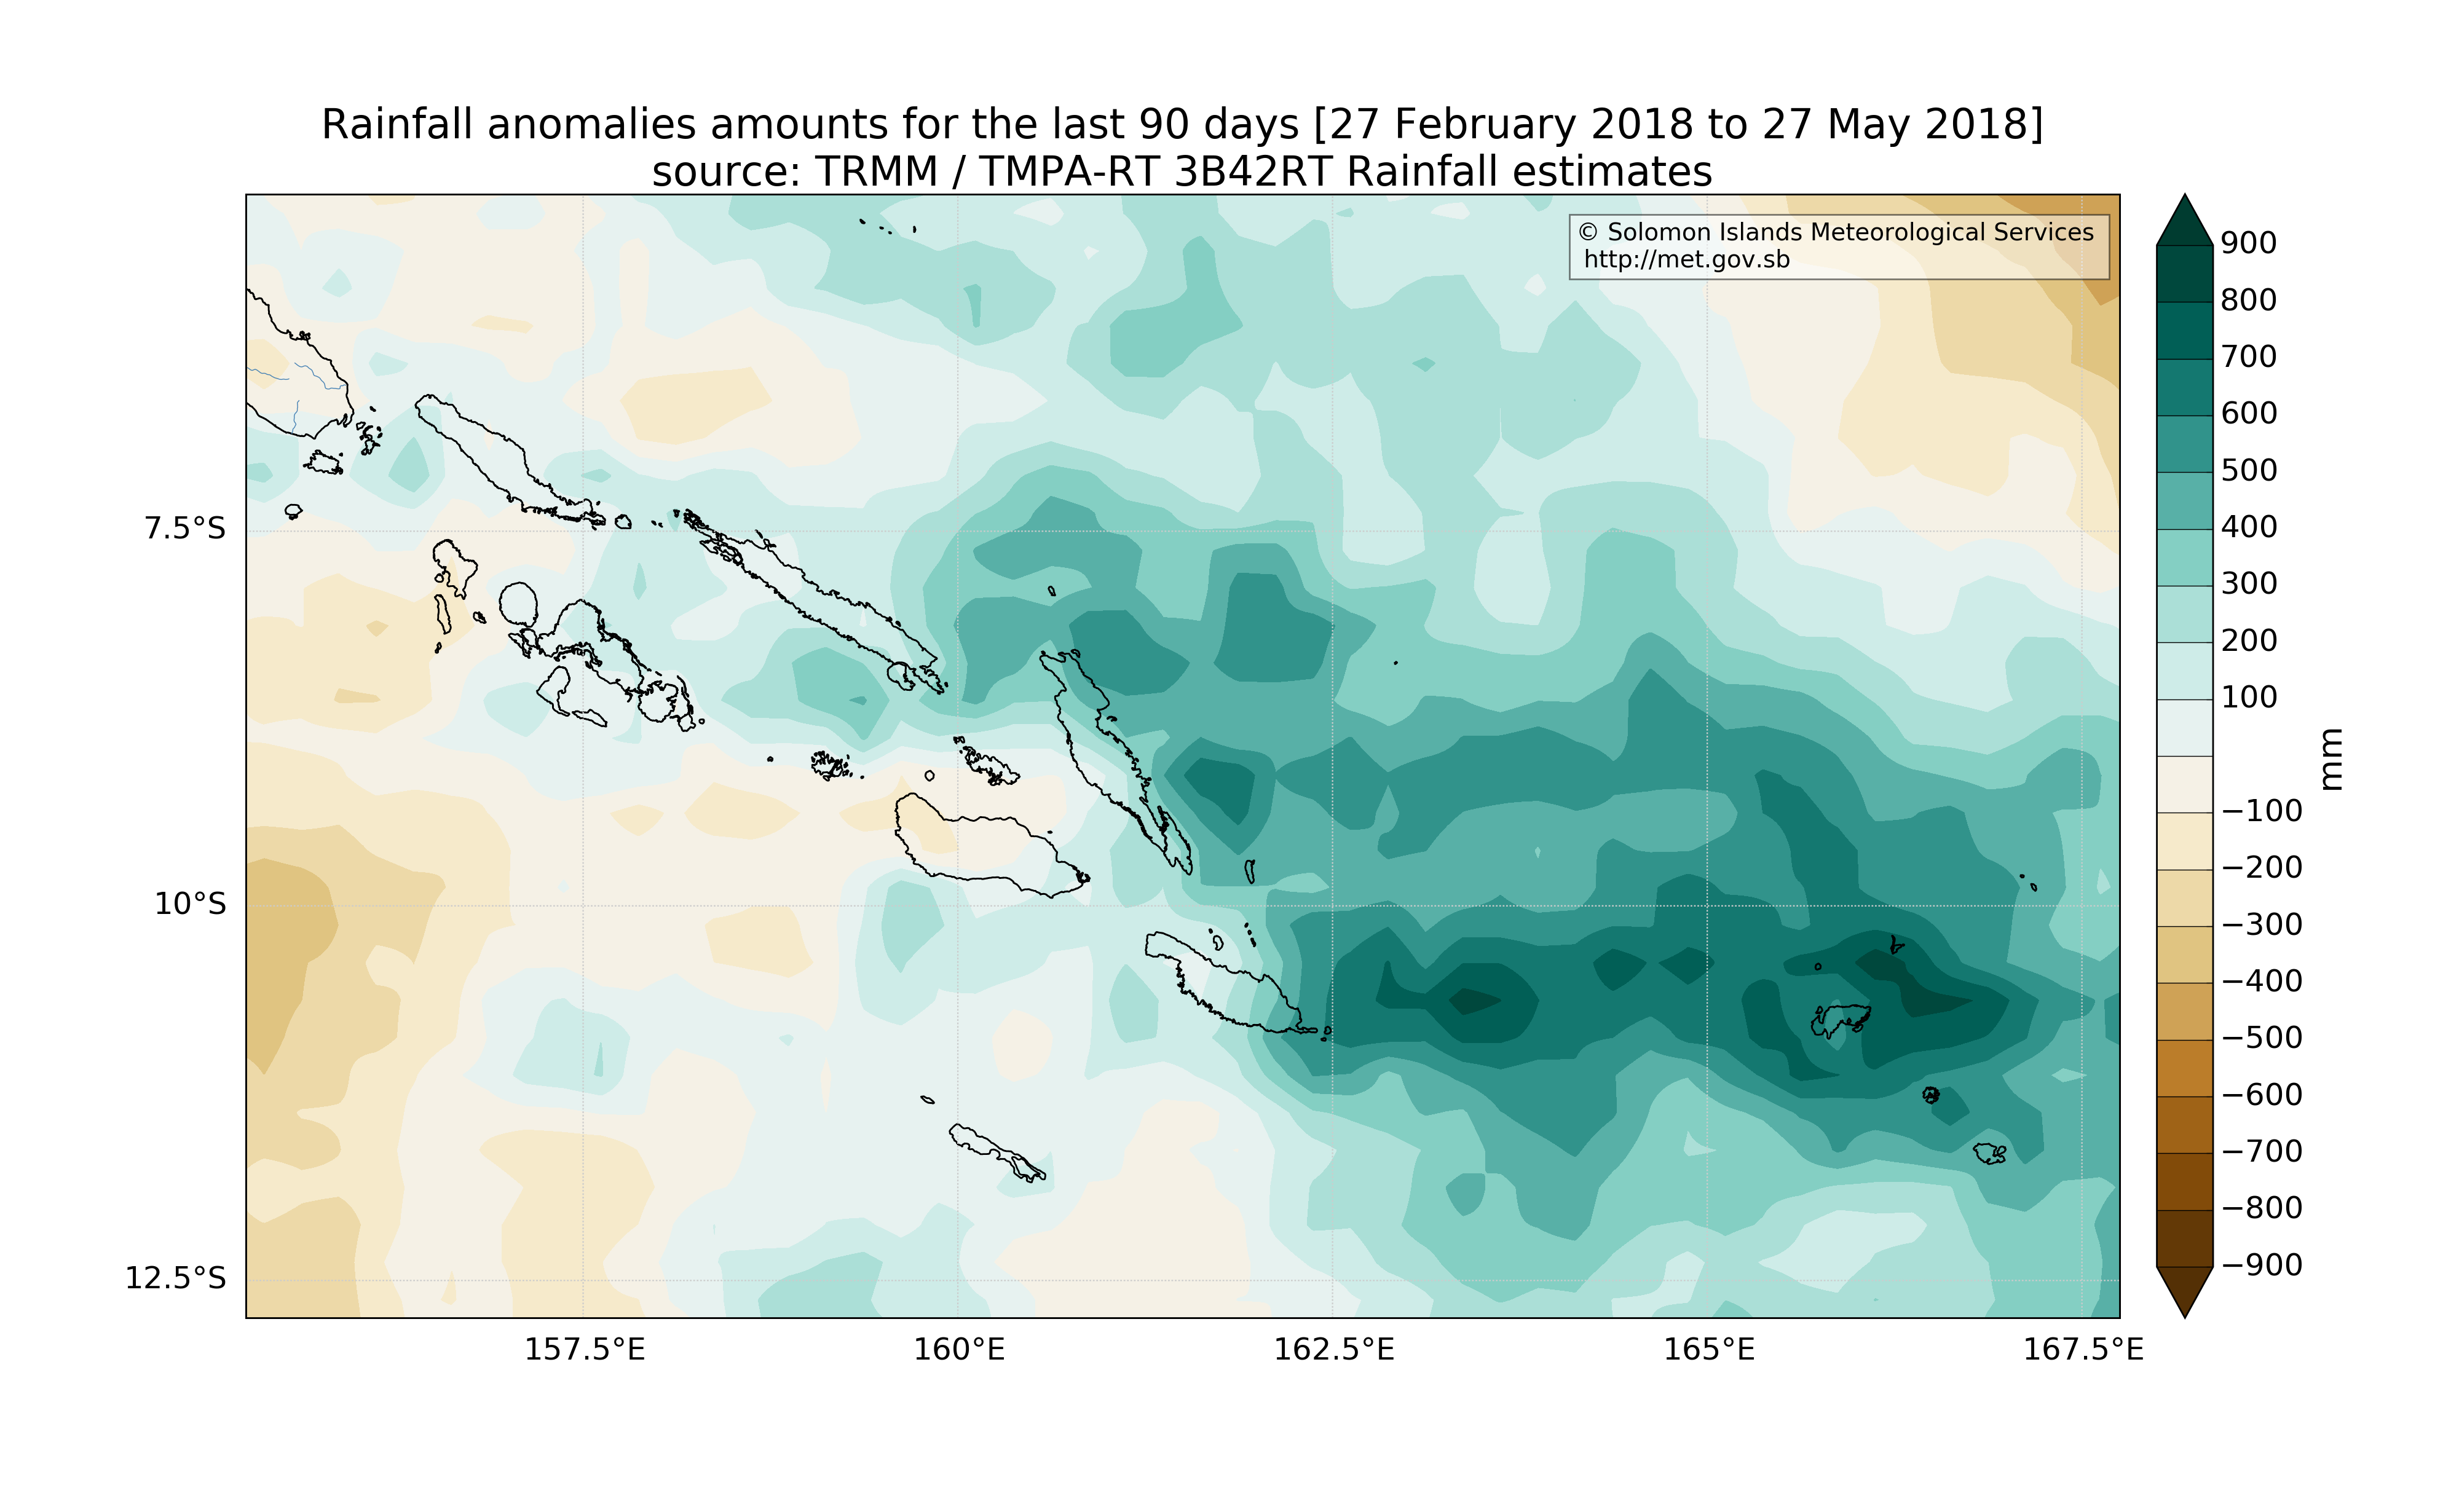 Rainfall anomalies amounts for the last 90 days [27 February 2018 to 27 May 2018]
source: TRMM / TMPA-RT 3B42RT Rainfall estimates
© Solomon Islands Meteorological Services
http://met.gov.sb
7.5°S
10°S
12.5°S
157.5°E
160°E
162.5°E
165°E
167.5°E
900
800
700
600
500
400
300
200
100
−100
−200
−300
−400
−500
−600
−700
−800
−900
mm